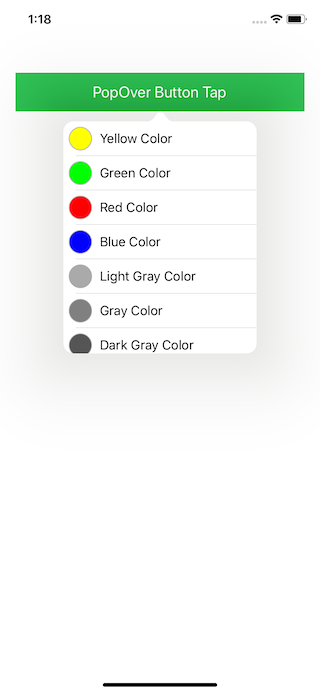 1:18
PopOver Button Tap
Yellow Color
Green Color
Red Color
Blue Color
Light Gray Color
Gray Color
Dark Gray Color